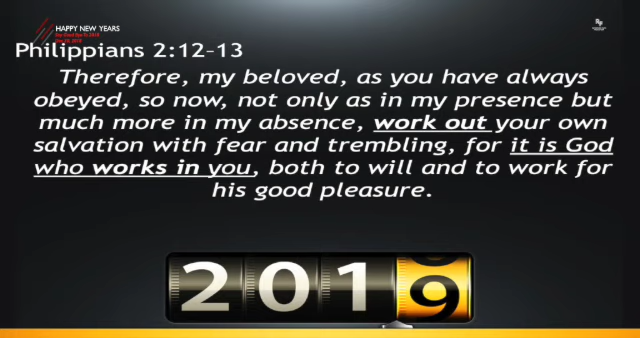 HAPPY NEW YEARS
Philippians 2:12-13
Therefore, my beloved, as you have always
obeyed, so now, not only as in my presence but
much more in my absence, work out your own
salvation with fear and trembling, for it is God
who works in you, both to will and to work for
his good pleasure.
2019